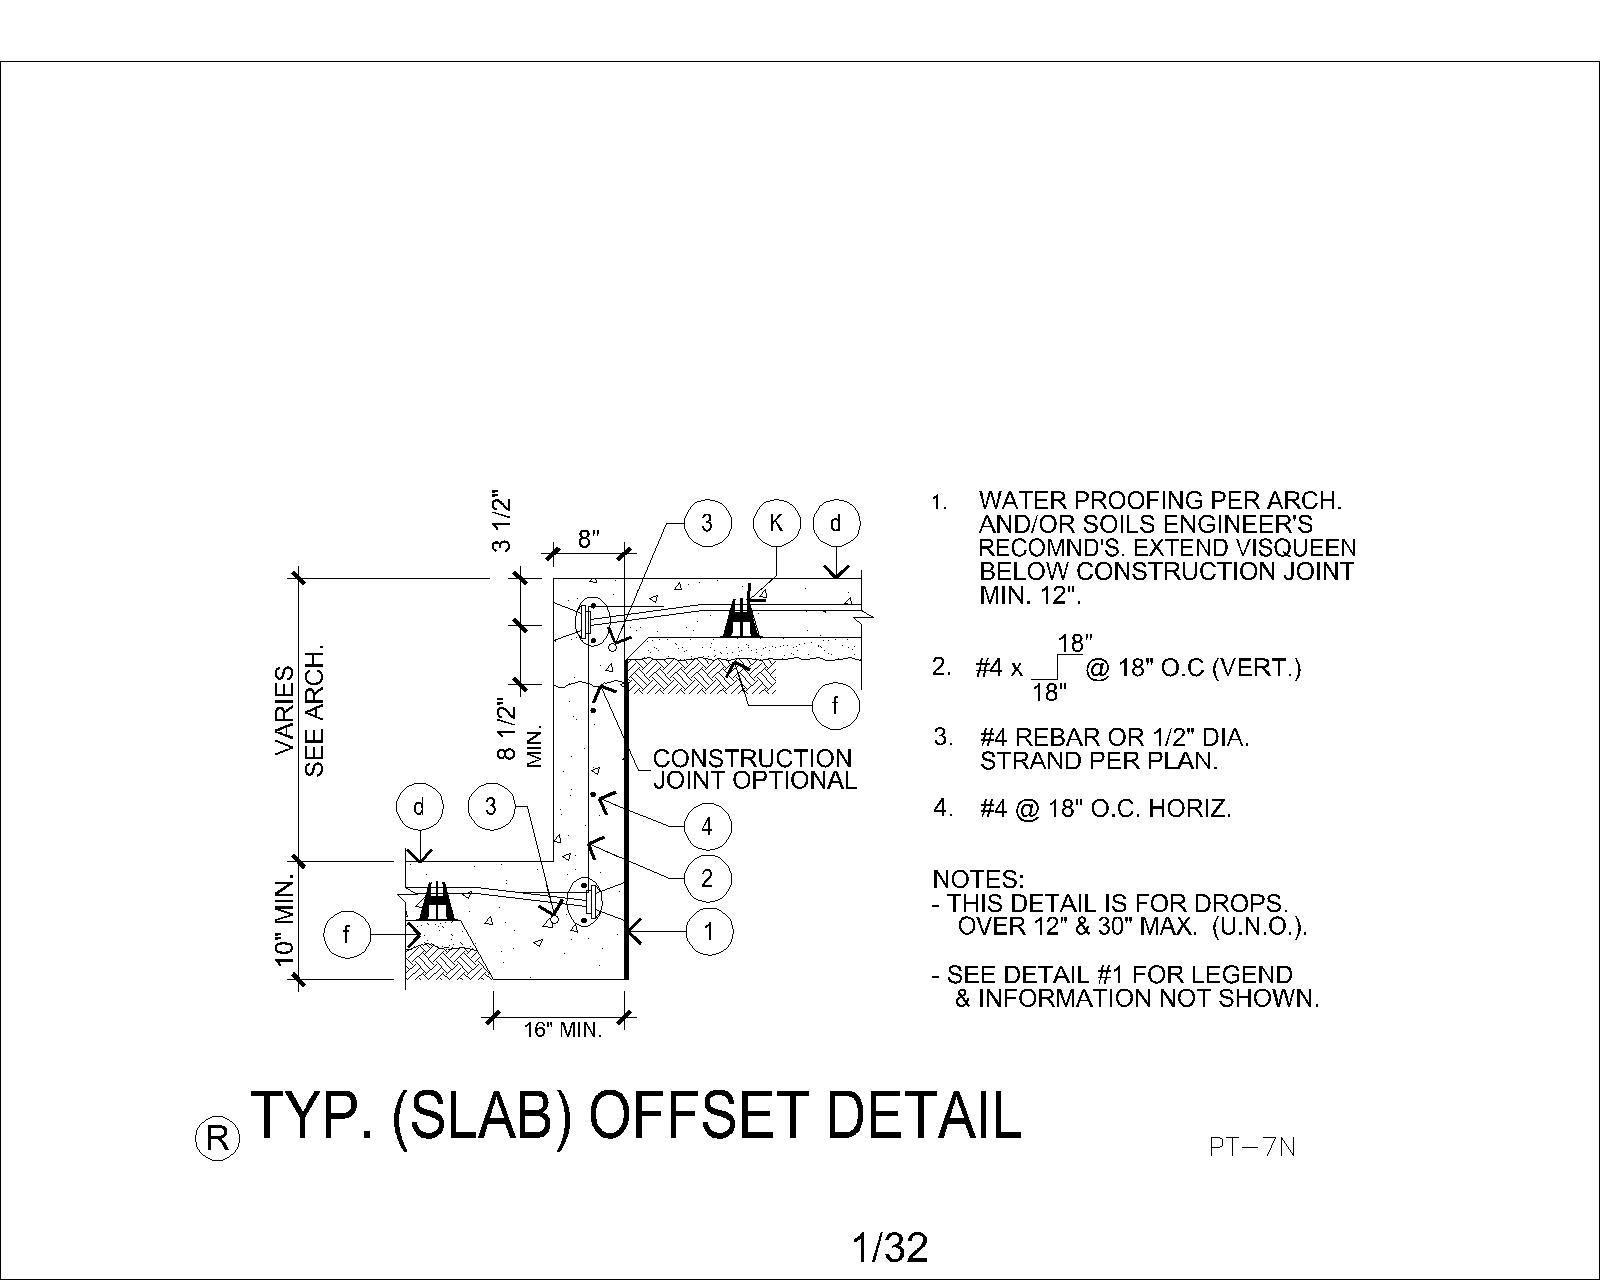 3 1/2"
8"
3
K
d
VARIES
SEE ARCH.
8 1/2"
MIN.
f
CONSTRUCTION
JOINT OPTIONAL
d
3
4
2
1
10" MIN.
f
16" MIN.
1. WATER PROOFING PER ARCH.
AND/OR SOILS ENGINEER'S
RECOMND'S. EXTEND VISQUEEN
BELOW CONSTRUCTION JOINT
MIN. 12".
18"
2. #4 x @ 18" O.C (VERT.)
18"
3. #4 REBAR OR 1/2" DIA.
STRAND PER PLAN.
4. #4 @ 18" O.C. HORIZ.
NOTES:
- THIS DETAIL IS FOR DROPS.
OVER 12" & 30" MAX. (U.N.O.).
- SEE DETAIL #1 FOR LEGEND
& INFORMATION NOT SHOWN.
R TYP. (SLAB) OFFSET DETAIL
PT-7N
1/32